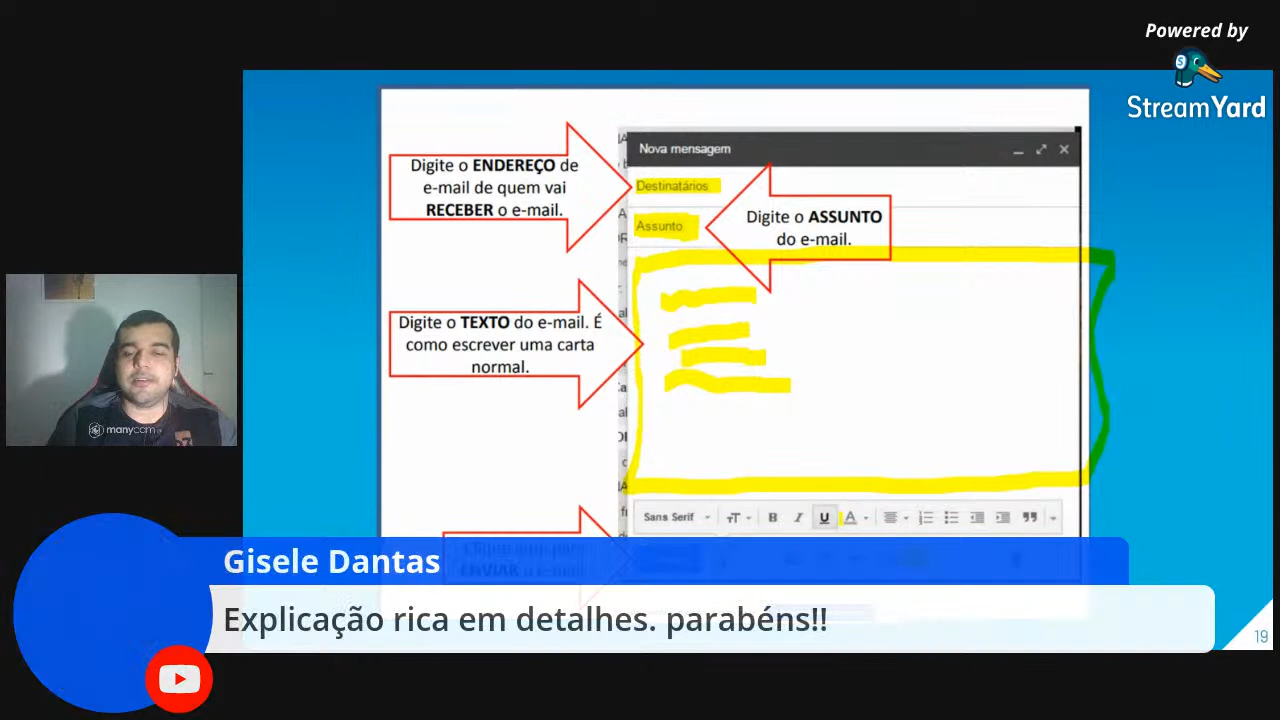 Powered by
StreamYard
Digite o ENDEREÇO de
e-mail de quem vai
RECEBER o e-mail.
Nova mensagem
Destinatários
Assunto
Digite o ASSUNTO
do e-mail.
Digite o TEXTO do e-mail. É
como escrever uma carta
normal.
manycam
Sans Serif
B I U A
ENVIAR o e-mail
Gisele Dantas
Explicação rica em detalhes. parabéns!!
19